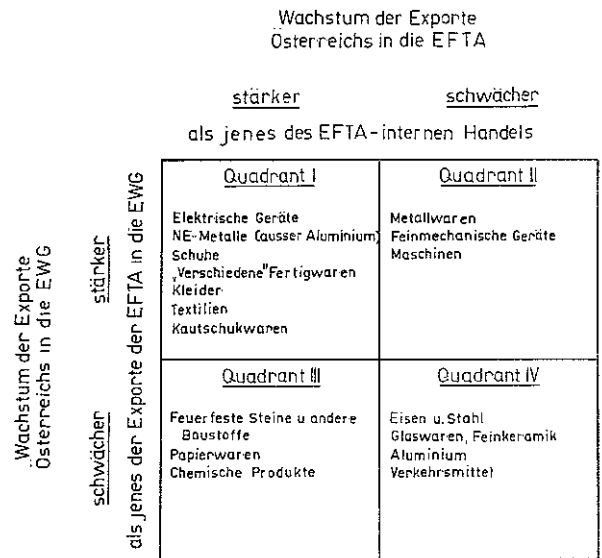 Wachstum der Exporte
Österreichs in die EFTA
stärker
schwächer
als jenes des EFTA-internen Handels
Wachstum der Exporte
Österreichs in die EWG
stärker
schwächer
als jenes der Exporte der EFTA in die EWG
Quadrant I
Elektrische Geräte
NE-Metalle (ausser Aluminium)
Schuhe
„Verschiedene" Fertigwaren
Kleider
Textilien
Kautschukwaren
Quadrant II
Metallwaren
Feinmechanische Geräte
Maschinen
Quadrant III
Feuerfeste Steine u andere
Baustoffe
Papierwaren
Chemische Produkte
Quadrant IV
Eisen u. Stahl
Glaswaren, Feinkeramik
Aluminium
Verkehrsmittel